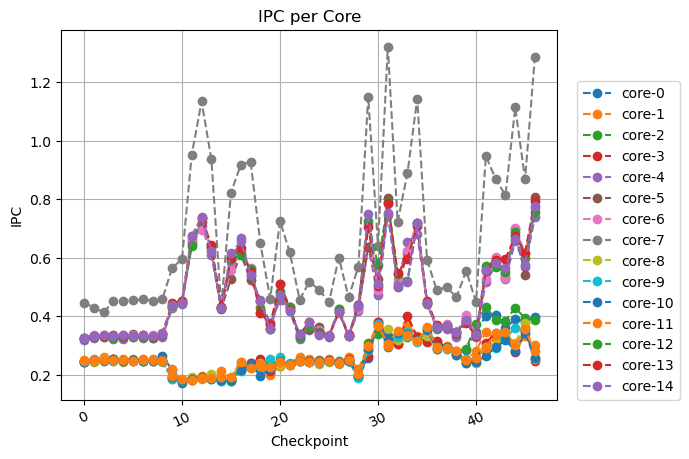 IPC per Core
IPC
1.2
1.0
0.8
0.6
0.4
0.2
0
10
20
30
40
Checkpoint
core-0
core-1
core-2
core-3
core-4
core-5
core-6
core-7
core-8
core-9
core-10
core-11
core-12
core-13
core-14